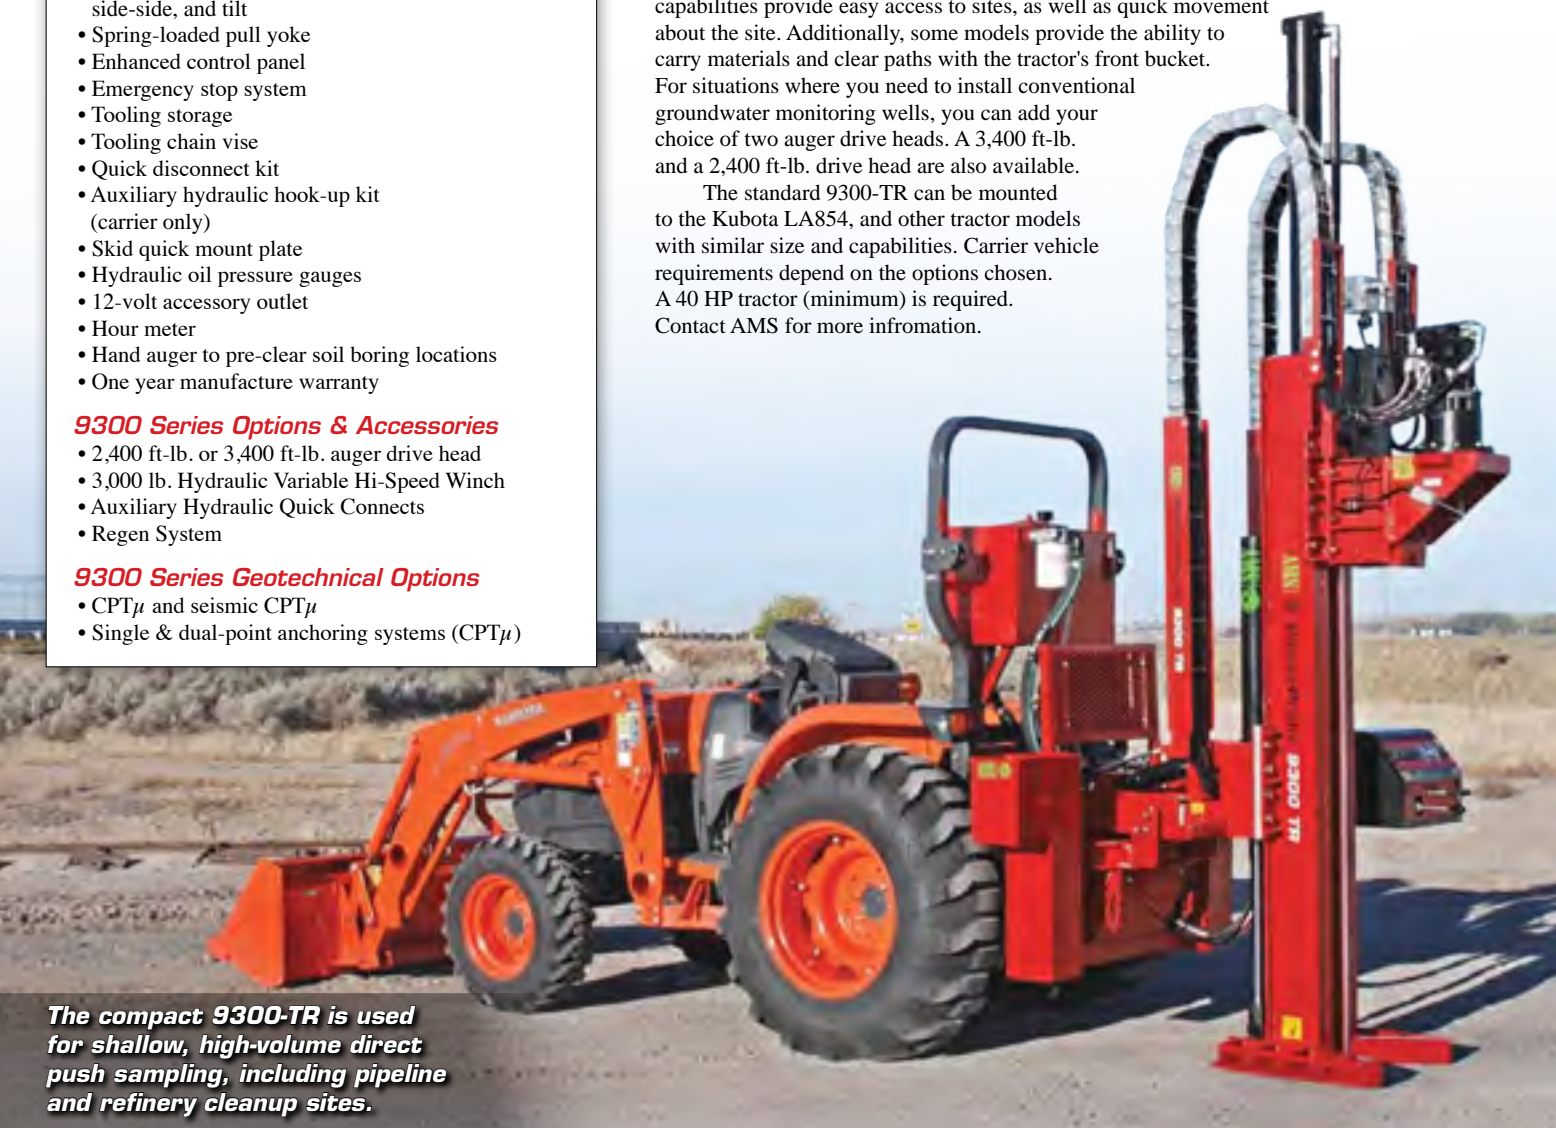 side-side, and tilt
• Spring-loaded pull yoke
• Enhanced control panel
• Emergency stop system
• Tooling storage
• Tooling chain vise
• Quick disconnect kit
• Auxiliary hydraulic hook-up kit
(carrier only)
• Skid quick mount plate
• Hydraulic oil pressure gauges
• 12-volt accessory outlet
• Hour meter
• Hand auger to pre-clear soil boring locations
• One year manufacture warranty
9300 Series Options & Accessories
• 2,400 ft-lb. or 3,400 ft-lb. auger drive head
• 3,000 lb. Hydraulic Variable Hi-Speed Winch
• Auxiliary Hydraulic Quick Connects
• Regen System
9300 Series Geotechnical Options
• CPTµ and seismic CPTµ
• Single & dual-point anchoring systems (CPTµ)
capabilities provide easy access to sites, as well as quick movement
about the site. Additionally, some models provide the ability to
carry materials and clear paths with the tractor's front bucket.
For situations where you need to install conventional
groundwater monitoring wells, you can add your
choice of two auger drive heads. A 3,400 ft-lb.
and a 2,400 ft-lb. drive head are also available.
The standard 9300-TR can be mounted
to the Kubota LA854, and other tractor models
with similar size and capabilities. Carrier vehicle
requirements depend on the options chosen.
A 40 HP tractor (minimum) is required.
Contact AMS for more infromation.
9300 TR
AMS
9300 TR
The compact 9300-TR is used
for shallow, high-volume direct
push sampling, including pipeline
and refinery cleanup sites.